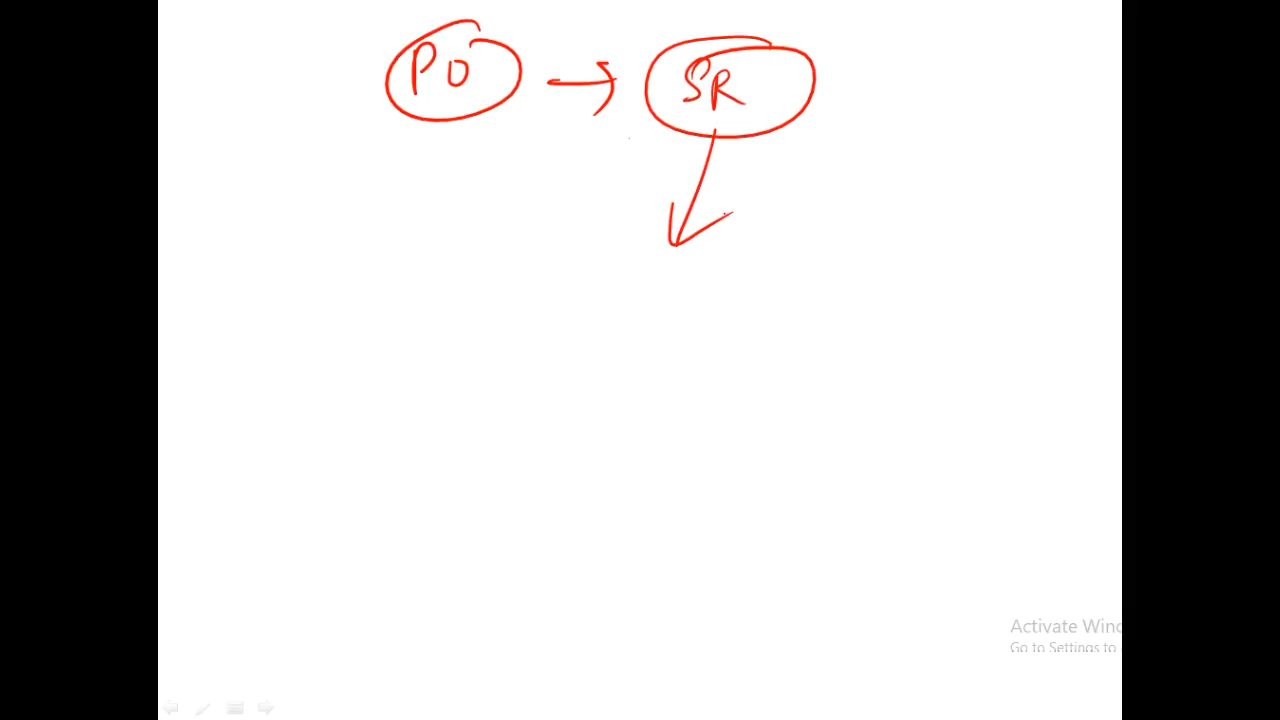 PO → SR
Activate Wind
Go to Settings to